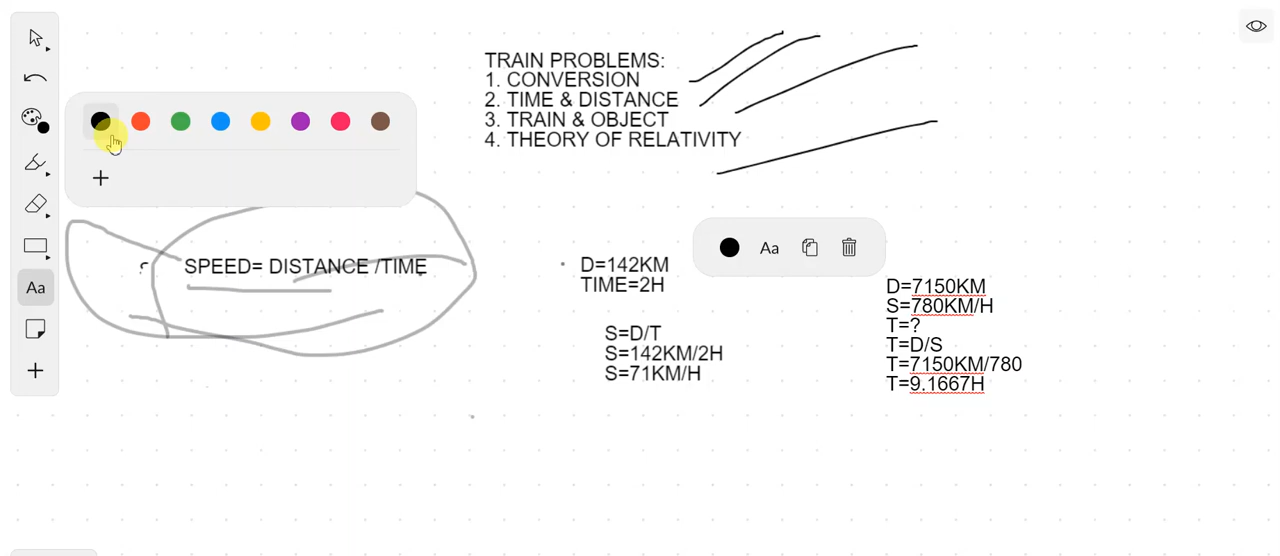 TRAIN PROBLEMS:
1. CONVERSION
2. TIME & DISTANCE
3. TRAIN & OBJECT
4. THEORY OF RELATIVITY
SPEED= DISTANCE /TIME
D=142KM
TIME=2H
S=D/T
S=142KM/2H
S=71KM/H
Aa
D=7150KM
S=780KM/H
T=?
T=D/S
T=7150KM/780
T=9.1667H
Aa